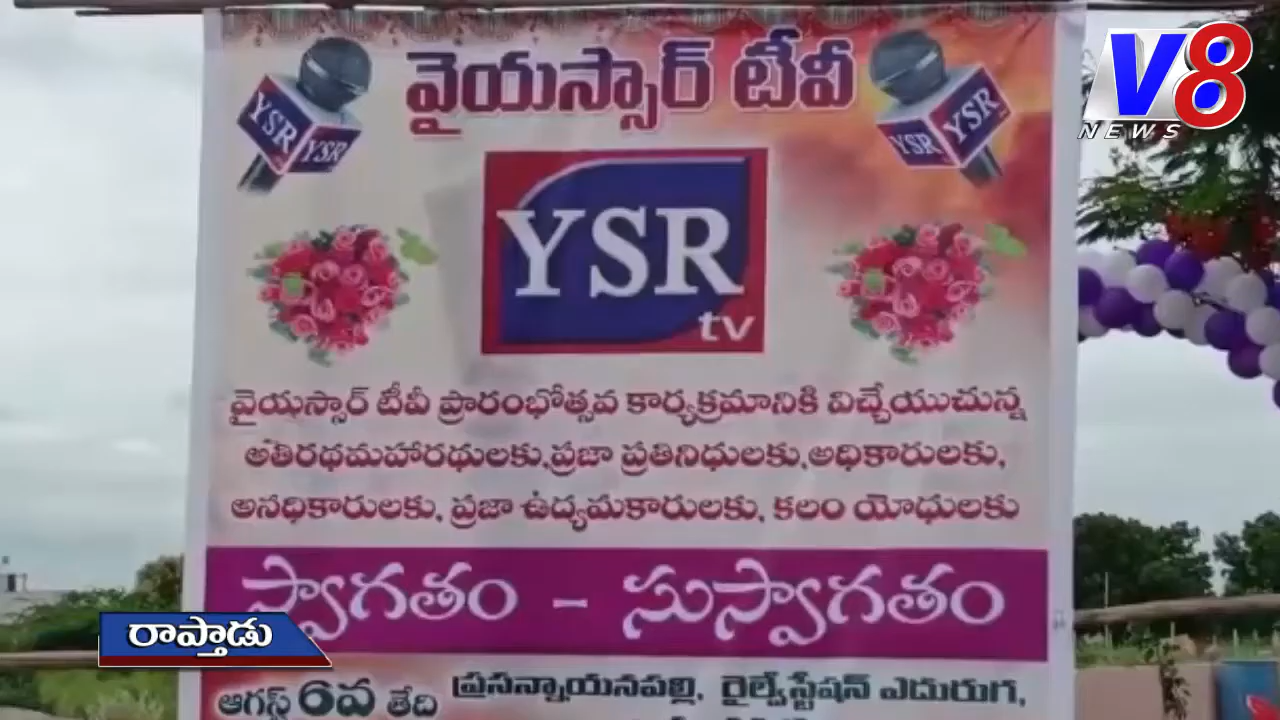 వైయస్సార్ టీవీ
YSR YSR
YSR YSR
V8
NEWS
YSR
tv
వైయస్సార్ టీవీ ప్రారంభోత్సవ కార్యక్రమానికి విచ్చేయుచున్న
అతిరథమహారథులకు,ప్రజా ప్రతినిధులకు,అధికారులకు,
అనధికారులకు, ప్రజా ఉద్యమకారులకు, కలం యోధులకు
స్వాగతం - సుస్వాగతం
రాప్తాడు
ఆగస్ట్ 6వ తేది ప్రసన్నాయనపల్లి, రైల్వేస్టేషన్ ఎదురుగ,